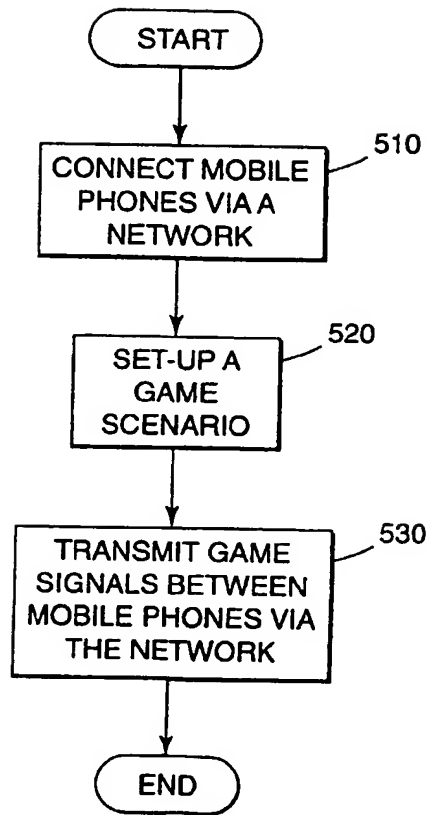 START
510
CONNECT MOBILE
PHONES VIA A
NETWORK
520
SET-UP A
GAME
SCENARIO
530
TRANSMIT GAME
SIGNALS BETWEEN
MOBILE PHONES VIA
THE NETWORK
END